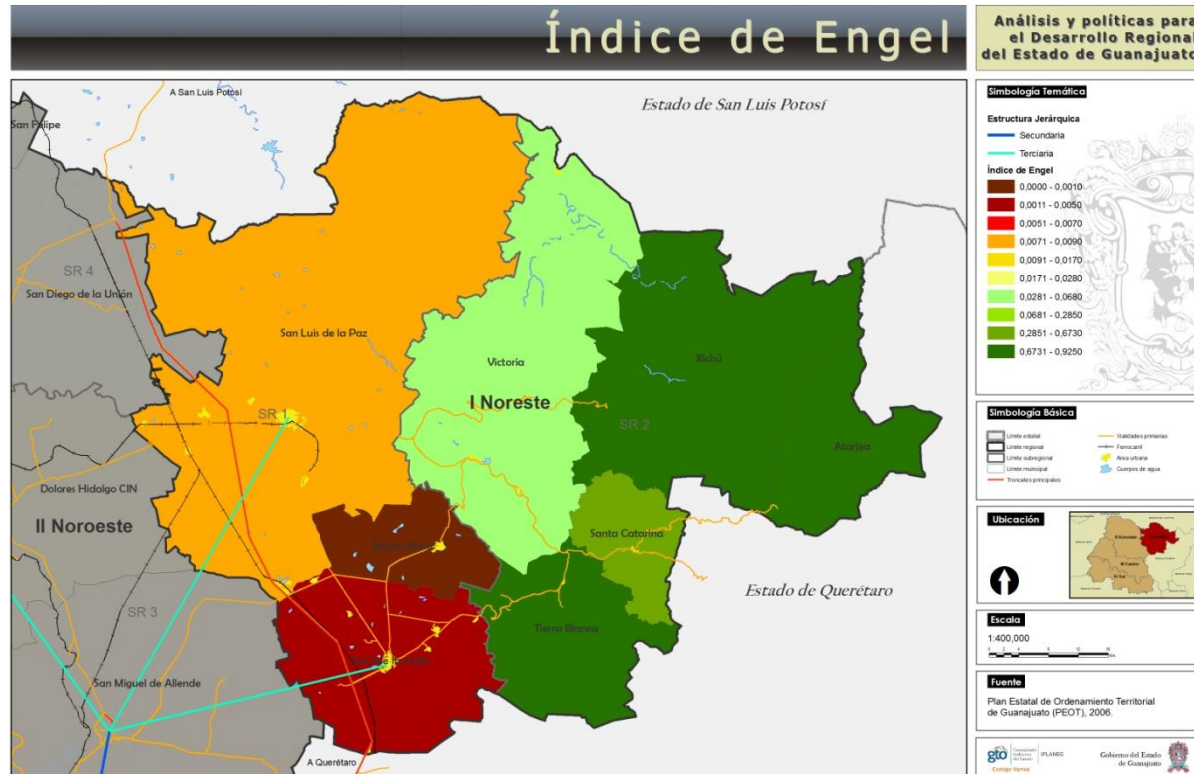 Índice de Engel
Análisis y políticas para
el Desarrollo Regional
del Estado de Guanajuato
A San Luis Potosí
Estado de San Luis Potosí
San Felipe
SR 4
San Diego de la Unión
San Luis de la Paz
Victoria
Xichú
I Noreste
SR 1
SR 2
Atarjea
Dolores Hidalgo CIN
II Noroeste
Santa Catarina
Estado de Querétaro
SR 3
Tierra Blanca
San Miguel de Allende
A Querétaro
Simbología Temática
Estructura Jerárquica
Secundaria
Terciaria
Índice de Engel
0,0000 - 0,0010
0,0011 - 0,0050
0,0051 - 0,0070
0,0071 - 0,0090
0,0091 - 0,0170
0,0171 - 0,0280
0,0281 - 0,0680
0,0681 - 0,2850
0,2851 - 0,6730
0,6731 - 0,9250
Simbología Básica
Límite estatal
Límite regional
Límite subregional
Límite municipal
Troncales principales
Vialidades primarias
Ferrocarril
Area urbana
Cuerpos de agua
Ubicación
Escala
1:400,000
Fuente
Plan Estatal de Ordenamiento Territorial
de Guanajuato (PEOT), 2006.
gto
IPLANEG
Contigo Vamos
Gobierno del Estado
de Guanajuato